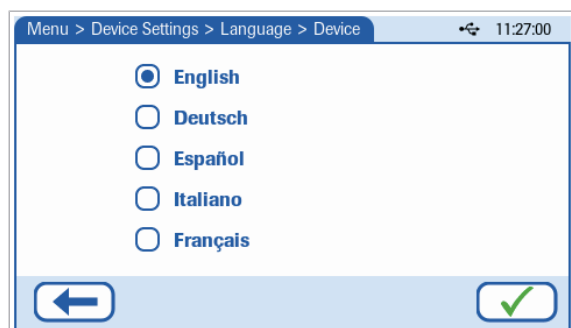 Menu > Device Settings > Language > Device 11:27:00
English
Deutsch
Español
Italiano
Français